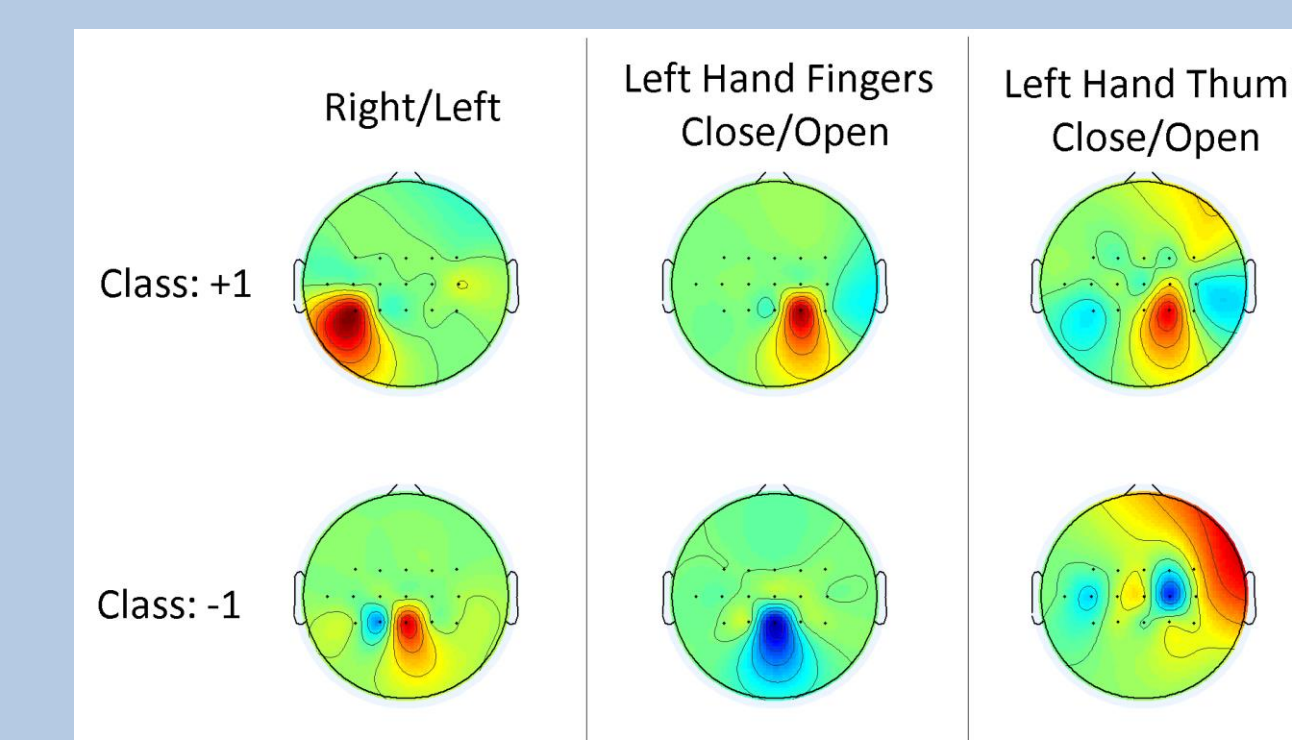 Right/Left
Left Hand Fingers
Close/Open
Left Hand Thum
Close/Open
Class: +1
Class: -1